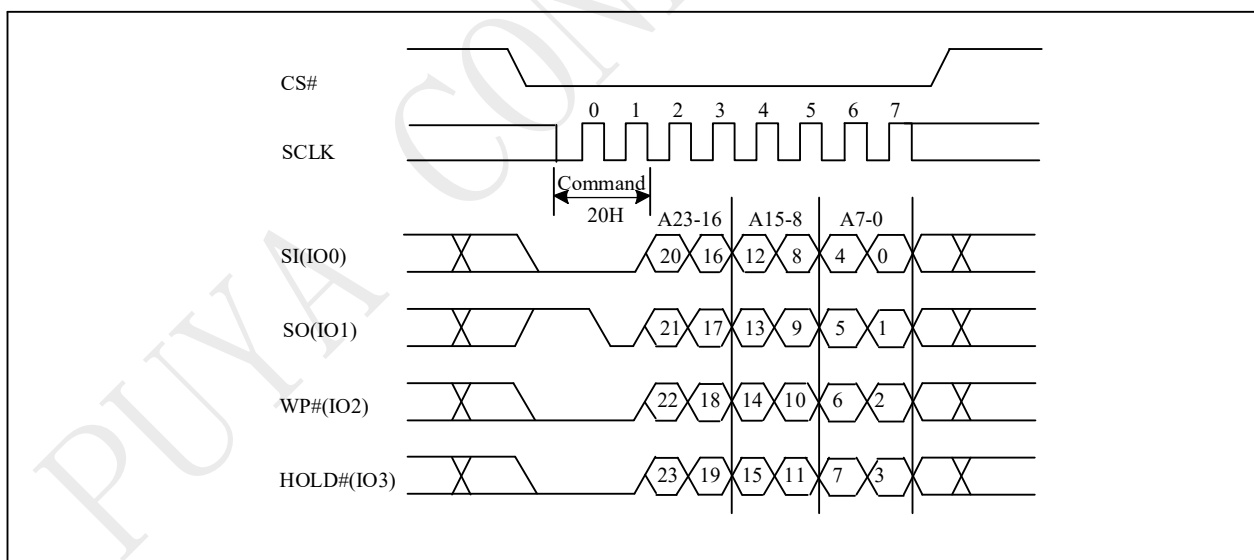 PUYA CON
CS#
0 1 2 3 4 5 6 7
SCLK
Command
20H
A23-16 A15-8 A7-0
SI(IO0) 20 16 12 8 4 0
SO(IO1) 21 17 13 9 5 1
WP#(IO2) 22 18 14 10 6 2
HOLD#(IO3) 23 19 15 11 7 3